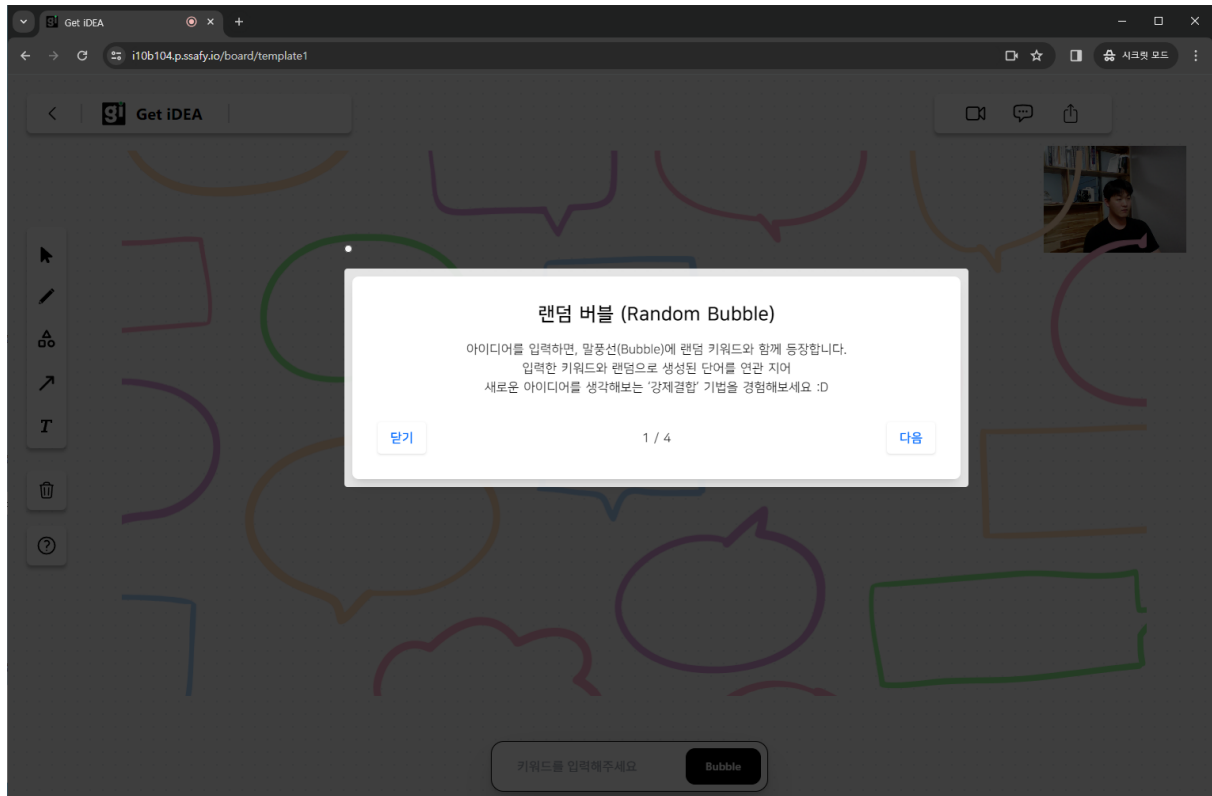 Get iDEA
i10b104.p.ssafy.io/board/template1
시크릿 모드
gi Get iDEA
랜덤 버블 (Random Bubble)
아이디어를 입력하면, 말풍선(Bubble)에 랜덤 키워드와 함께 등장합니다.
입력한 키워드와 랜덤으로 생성된 단어를 연관 지어
새로운 아이디어를 생각해보는 ‘강제결합’ 기법을 경험해보세요 :D
닫기 1 / 4 다음
T
키워드를 입력해주세요 Bubble